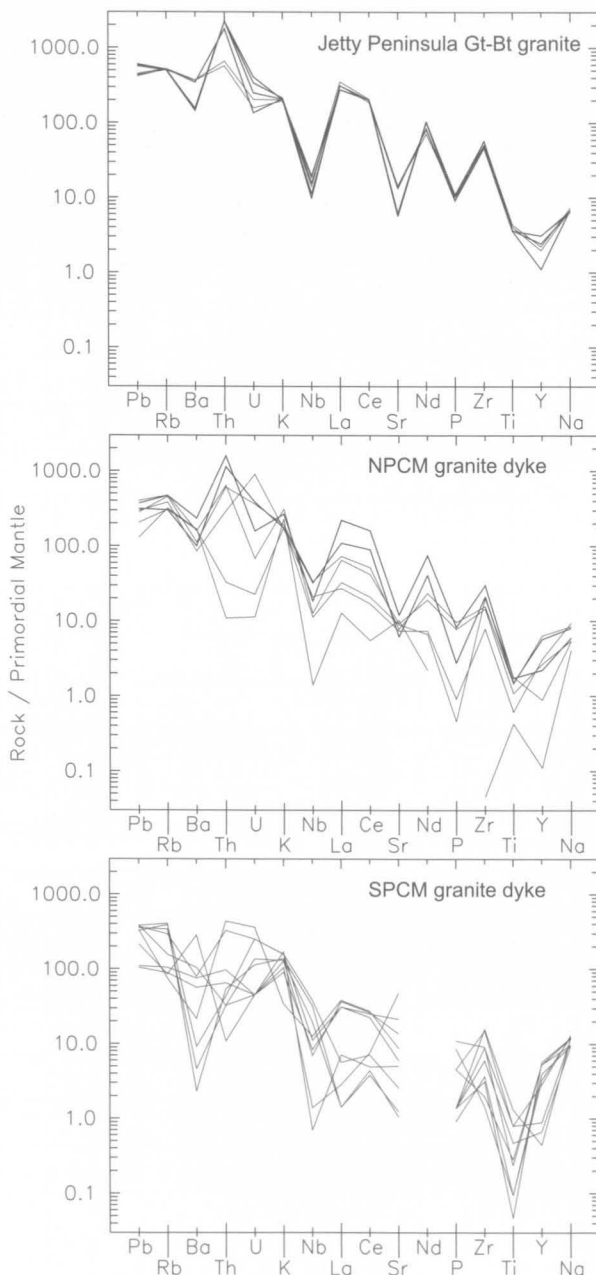 Jetty Peninsula Gt-Bt granite
1000.0
100.0
10.0
1.0
0.1
Pb Ba U Nb Ce Nd Zr Y
Rb Th K La Sr P Ti Na
NPCM granite dyke
1000.0
100.0
10.0
1.0
0.1
Rock / Primordial Mantle
Pb Ba U Nb Ce Nd Zr Y
Rb Th K La Sr P Ti Na
SPCM granite dyke
1000.0
100.0
10.0
1.0
0.1
Pb Ba U Nb Ce Nd Zr Y
Rb Th K La Sr P Ti Na